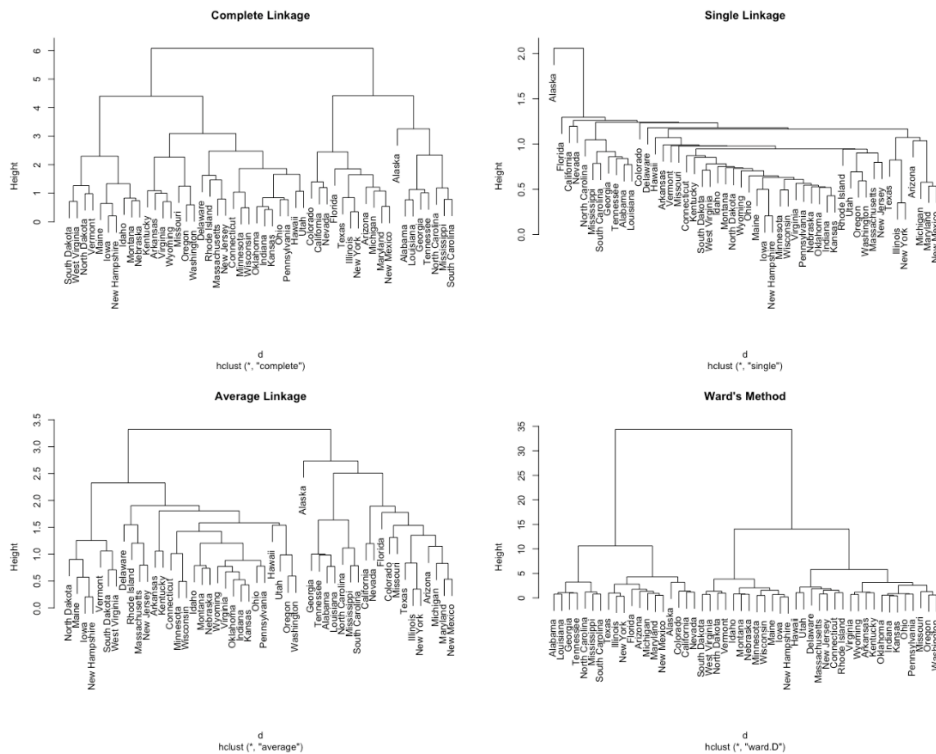 Complete Linkage
Height
6
5
4
3
2
1
0
South Dakota
West Virginia
North Dakota
Vermont
Maine
Iowa
New Hampshire
Idaho
Montana
Nebraska
Kentucky
Arkansas
Virginia
Wyoming
Missouri
Oregon
Washington
Delaware
Rhode Island
Massachusetts
New Jersey
Connecticut
Minnesota
Wisconsin
Oklahoma
Indiana
Kansas
Ohio
Pennsylvania
Hawaii
Utah
Colorado
California
Nevada
Florida
Texas
Illinois
New York
Arizona
Michigan
Maryland
New Mexico
Alaska
Alabama
Louisiana
Georgia
Tennessee
North Carolina
Mississippi
South Carolina
d
hclust (*, "complete")
Single Linkage
Height
2.0
1.5
1.0
0.5
0.0
Alaska
Florida
California
Nevada
North Carolina
Mississippi
South Carolina
Georgia
Tennessee
Alabama
Louisiana
Colorado
Delaware
Hawaii
Arkansas
Vermont
Missouri
Connecticut
Kentucky
South Dakota
West Virginia
Idaho
Montana
North Dakota
Wyoming
Ohio
Maine
Iowa
New Hampshire
Minnesota
Wisconsin
Virginia
Pennsylvania
Nebraska
Oklahoma
Indiana
Kansas
Rhode Island
Utah
Oregon
Washington
Massachusetts
New Jersey
Texas
Illinois
New York
Arizona
Michigan
Maryland
New Mexico
d
hclust (*, "single")
Average Linkage
Height
3.5
3.0
2.5
2.0
1.5
1.0
0.5
0.0
North Dakota
Maine
Iowa
New Hampshire
Vermont
South Dakota
West Virginia
Delaware
Rhode Island
Massachusetts
New Jersey
Arkansas
Kentucky
Connecticut
Minnesota
Wisconsin
Idaho
Montana
Nebraska
Wyoming
Virginia
Oklahoma
Indiana
Kansas
Ohio
Pennsylvania
Hawaii
Utah
Oregon
Washington
Alaska
Georgia
Tennessee
Alabama
Louisiana
North Carolina
Mississippi
South Carolina
California
Nevada
Florida
Colorado
Missouri
Texas
Illinois
New York
Arizona
Michigan
Maryland
New Mexico
d
hclust (*, "average")
Ward's Method
Height
35
30
25
20
15
10
5
0
Alabama
Louisiana
Georgia
Tennessee
North Carolina
Mississippi
South Carolina
Texas
Illinois
New York
Florida
Arizona
Michigan
Maryland
New Mexico
Alaska
Colorado
California
Nevada
South Dakota
West Virginia
North Dakota
Vermont
Idaho
Montana
Nebraska
Minnesota
Wisconsin
Maine
Iowa
New Hampshire
Hawaii
Utah
Delaware
Massachusetts
New Jersey
Connecticut
Rhode Island
Virginia
Wyoming
Arkansas
Kentucky
Oklahoma
Indiana
Kansas
Ohio
Pennsylvania
Missouri
Oregon
Washington
d
hclust (*, "ward.D")